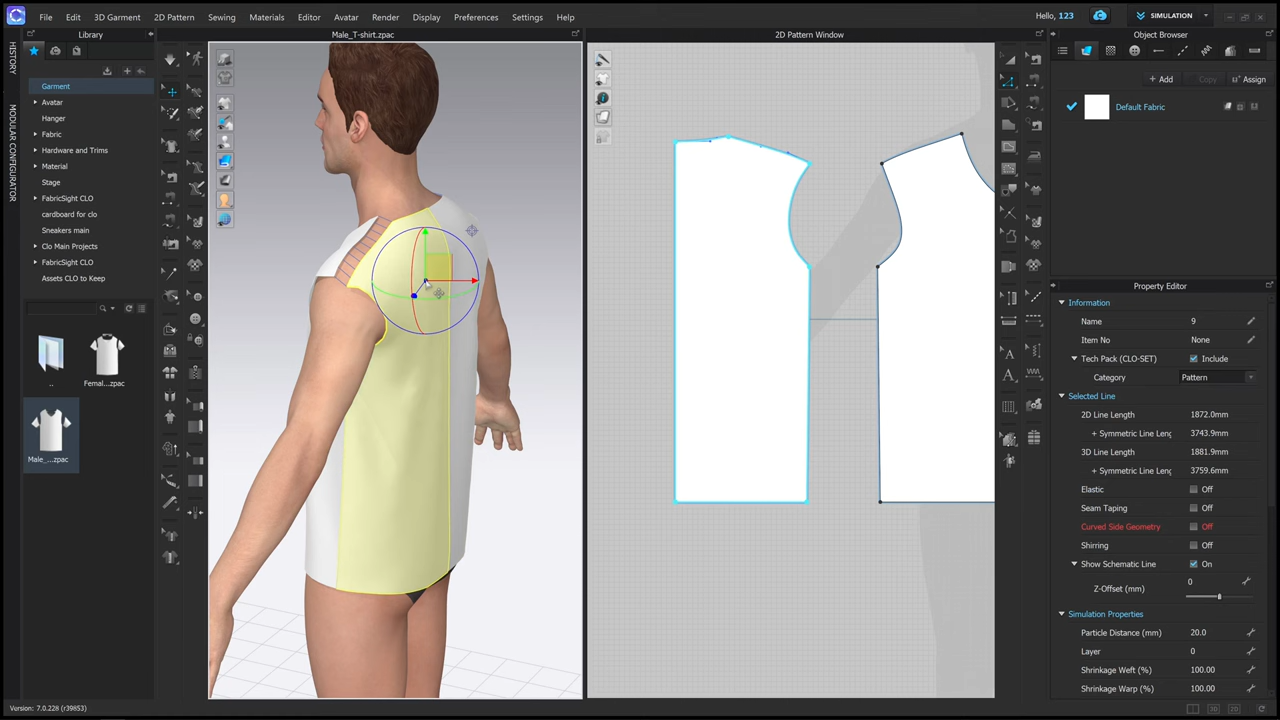 File Edit 3D Garment 2D Pattern Sewing Materials Editor Avatar Render Display Preferences Settings Help
Hello, 123
SIMULATION
Library
Male_T-shirt.zpac
2D Pattern Window
Object Browser
HISTORY
MODULAR CONFIGURATOR
Garment
Avatar
Hanger
Fabric
Hardware and Trims
Material
Stage
FabricSight CLO
cardboard for clo
Sneakers main
Clo Main Projects
FabricSight CLO
Assets CLO to Keep
..
Femal...zpac
Male_...zpac
+ Add
Copy
Assign
Default Fabric
Property Editor
Information
Name 9
Item No None
Tech Pack (CLO-SET) Include
Category Pattern
Selected Line
2D Line Length 1872.0mm
+ Symmetric Line Leng 3743.9mm
3D Line Length 1881.9mm
+ Symmetric Line Leng 3759.6mm
Elastic Off
Seam Taping Off
Curved Side Geometry Off
Shirring Off
Show Schematic Line On
Z-Offset (mm) 0
Simulation Properties
Particle Distance (mm) 20.0
Layer 0
Shrinkage Weft (%) 100.00
Shrinkage Warp (%) 100.00
Version: 7.0.228 (r39853)
3D
2D